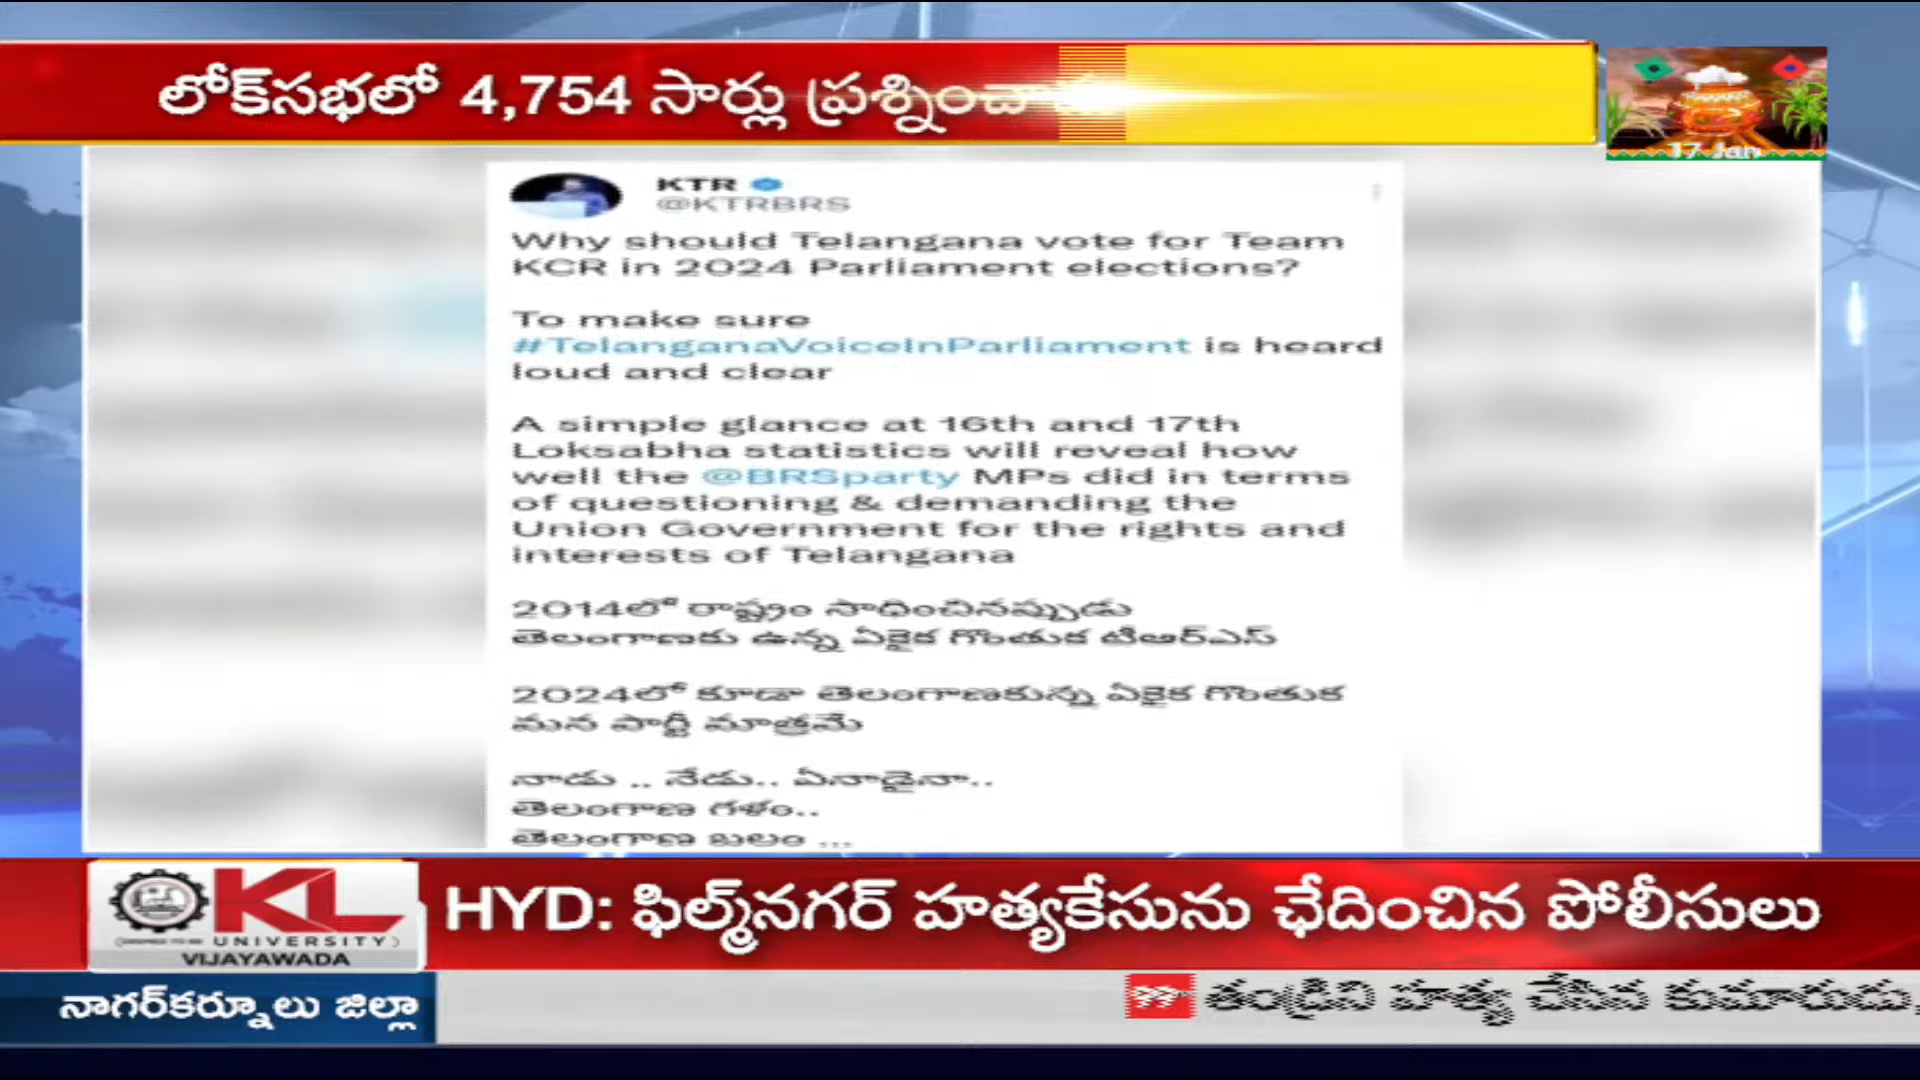 లోక్‌సభలో 4,754 సార్లు ప్రశ్నించాం
17 Jan
KTR
@KTRBRS
Why should Telangana vote for Team
KCR in 2024 Parliament elections?
To make sure
#TelanganaVoiceInParliament is heard
loud and clear
A simple glance at 16th and 17th
Loksabha statistics will reveal how
well the @BRSparty MPs did in terms
of questioning & demanding the
Union Government for the rights and
interests of Telangana
2014లో రాష్ట్రం సాధించినప్పుడు
తెలంగాణకు ఉన్న ఏకైక గొంతుక టీఆర్ఎస్
2024లో కూడా తెలంగాణకున్న ఏకైక గొంతుక
మన పార్టీ మాత్రమే
నాడు .. నేడు.. ఏనాడైనా..
తెలంగాణ గళం..
తెలంగాణ బలం ...
KL
UNIVERSITY
VIJAYAWADA
HYD: ఫిల్మ్‌నగర్ హత్యకేసును ఛేదించిన పోలీసులు
నాగర్‌కర్నూలు జిల్లా
తండ్రిని హత్య చేసిన కుమారుడు